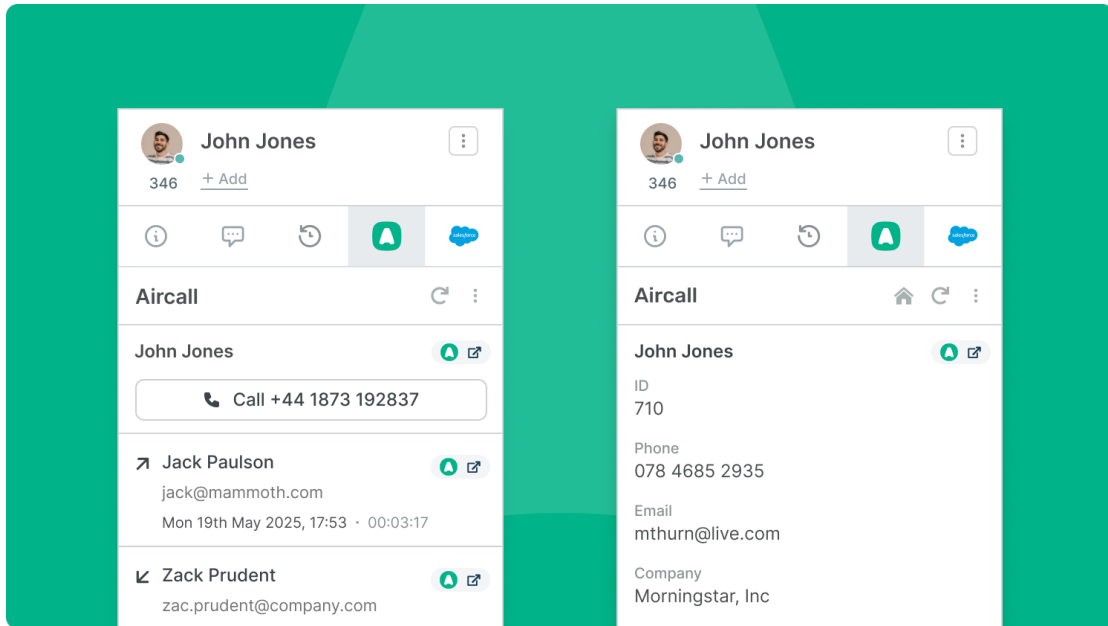 John Jones
346
+ Add
salesforce
Aircall
John Jones
Call +44 1873 192837
Jack Paulson
jack@mammoth.com
Mon 19th May 2025, 17:53 · 00:03:17
Zack Prudent
zac.prudent@company.com
John Jones
346
+ Add
salesforce
Aircall
John Jones
ID
710
Phone
078 4685 2935
Email
mthurn@live.com
Company
Morningstar, Inc